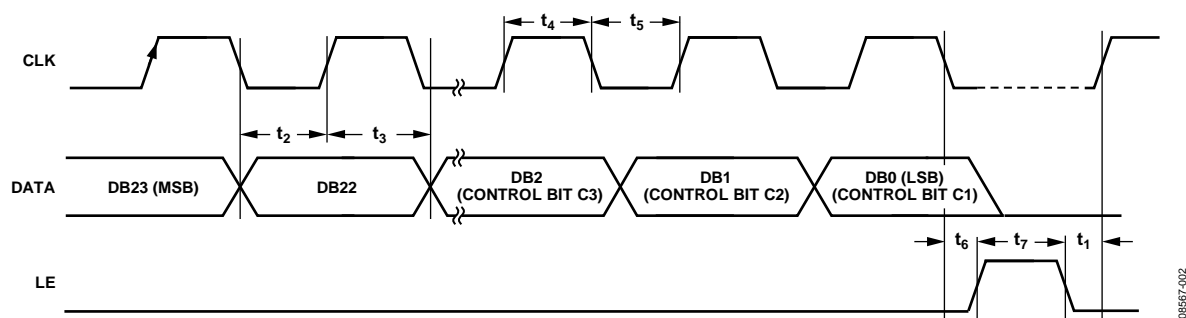 t4
t5
CLK
t2
t3
DATA
DB23 (MSB)
DB22
DB2
(CONTROL BIT C3)
DB1
(CONTROL BIT C2)
DB0 (LSB)
(CONTROL BIT C1)
t6
t7
t1
LE
08567-002